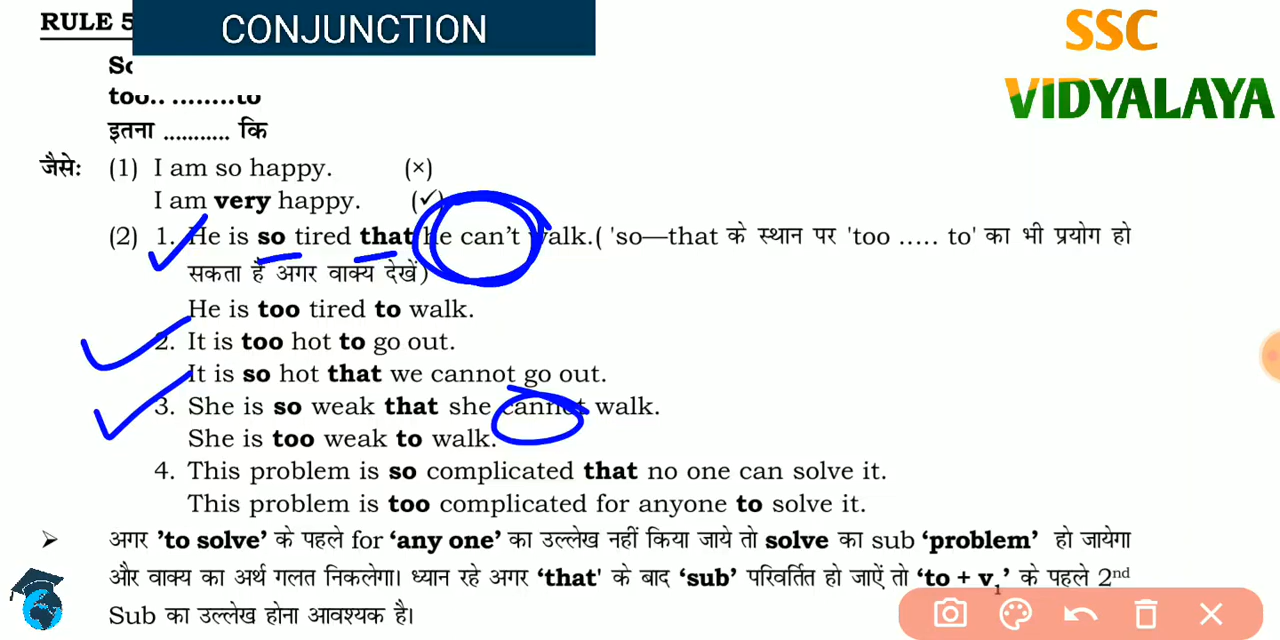 RULE 5
CONJUNCTION
SSC
VIDYALAYA
too.. ........to
इतना ........... कि
जैसेः (1) I am so happy. (×)
I am very happy. (✓)
(2) 1. He is so tired that he can't walk.( 'so—that के स्थान पर 'too ..... to' का भी प्रयोग हो
सकता है अगर वाक्य देखें)
He is too tired to walk.
2. It is too hot to go out.
It is so hot that we cannot go out.
3. She is so weak that she cannot walk.
She is too weak to walk.
4. This problem is so complicated that no one can solve it.
This problem is too complicated for anyone to solve it.
➢ अगर 'to solve' के पहले for 'any one' का उल्लेख नहीं किया जाये तो solve का sub 'problem' हो जायेगा
और वाक्य का अर्थ गलत निकलेगा। ध्यान रहे अगर 'that' के बाद 'sub' परिवर्तित हो जाऐं तो 'to + v₁' के पहले 2nd
Sub का उल्लेख होना आवश्यक है।